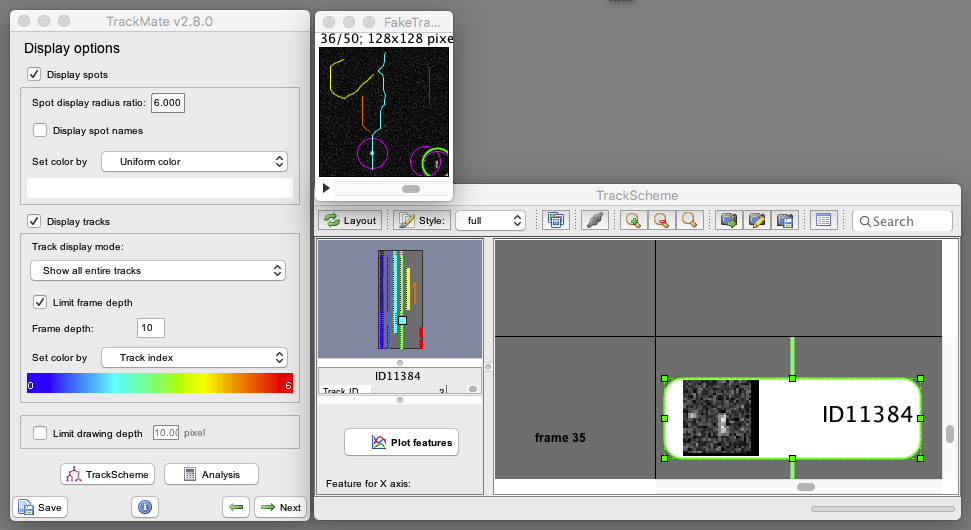 TrackMate v2.8.0
Display options
Display spots
Spot display radius ratio: 6.000
Display spot names
Set color by Uniform color
Display tracks
Track display mode:
Show all entire tracks
Limit frame depth
Frame depth: 10
Set color by Track index
0 6
Limit drawing depth 10.00 pixel
TrackScheme Analysis
Save Next
FakeTra...
36/50; 128x128 pixe
TrackScheme
Layout Style: full Search
ID11384
Track ID 3
Plot features
Feature for X axis:
frame 35
ID11384